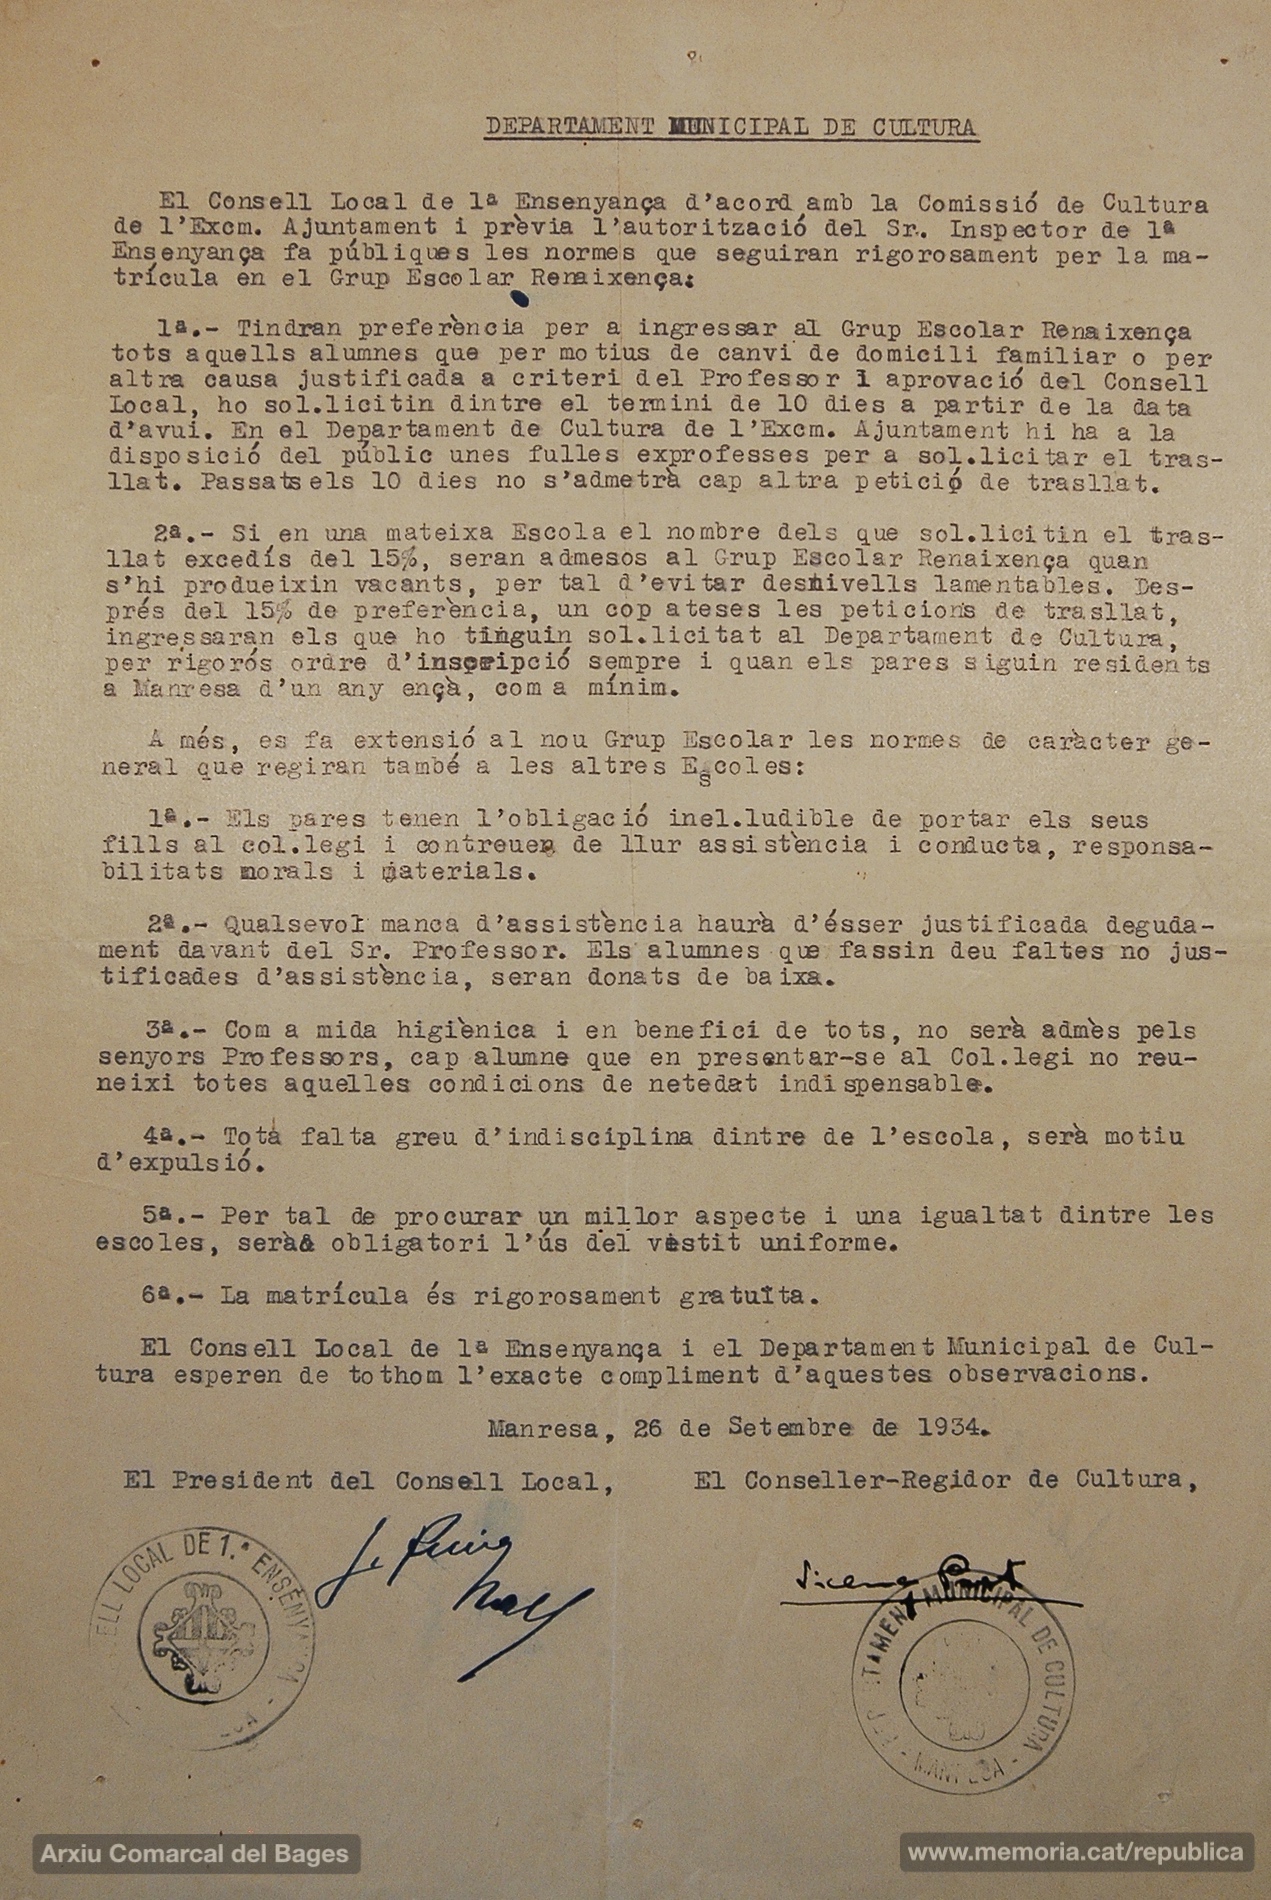 DEPARTAMENT MUNICIPAL DE CULTURA
El Consell Local de 1ª Ensenyança d'acord amb la Comissió de Cultura
de l'Excm. Ajuntament i prèvia l'autorització del Sr. Inspector de 1ª
Ensenyança fa públiques les normes que seguiran rigorosament per la ma-
trícula en el Grup Escolar Renaixença:
1ª.- Tindran preferència per a ingressar al Grup Escolar Renaixença
tots aquells alumnes que per motius de canvi de domicili familiar o per
altra causa justificada a criteri del Professor i aprovació del Consell
Local, ho sol.licitin dintre el termini de 10 dies a partir de la data
d'avui. En el Departament de Cultura de l'Excm. Ajuntament hi ha a la
disposició del públic unes fulles exprofesses per a sol.licitar el tras-
llat. Passats els 10 dies no s'admetrà cap altra petició de trasllat.
2ª.- Si en una mateixa Escola el nombre dels que sol.licitin el tras-
llat excedís del 15%, seran admesos al Grup Escolar Renaixença quan
s'hi produeixin vacants, per tal d'evitar desnivells lamentables. Des-
prés del 15% de preferència, un cop ateses les peticions de trasllat,
ingressaran els que ho tinguin sol.licitat al Departament de Cultura,
per rigorós ordre d'inscripció sempre i quan els pares siguin residents
a Manresa d'un any ençà, com a mínim.
A més, es fa extensió al nou Grup Escolar les normes de caràcter ge-
neral que regiran també a les altres Escoles:
1ª.- Els pares tenen l'obligació inel.ludible de portar els seus
fills al col.legi i contreuen de llur assistència i conducta, responsa-
bilitats morals i materials.
2ª.- Qualsevol manca d'assistència haurà d'ésser justificada deguda-
ment davant del Sr. Professor. Els alumnes que fassin deu faltes no jus-
tificades d'assistència, seran donats de baixa.
3ª.- Com a mida higiènica i en benefici de tots, no serà admès pels
senyors Professors, cap alumne que en presentar-se al Col.legi no reu-
neixi totes aquelles condicions de netedat indispensable.
4ª.- Tota falta greu d'indisciplina dintre de l'escola, serà motiu
d'expulsió.
5ª.- Per tal de procurar un millor aspecte i una igualtat dintre les
escoles, serà obligatori l'ús del vestit uniforme.
6ª.- La matrícula és rigorosament gratuïta.
El Consell Local de 1ª Ensenyança i el Departament Municipal de Cul-
tura esperen de tothom l'exacte compliment d'aquestes observacions.
Manresa, 26 de Setembre de 1934.
El President del Consell Local, El Conseller-Regidor de Cultura,
LOCAL DE 1.ª ENSENYANÇA
J. Puig
Prat
MUNICIPAL DE CULTURA
Arxiu Comarcal del Bages
www.memoria.cat/republica